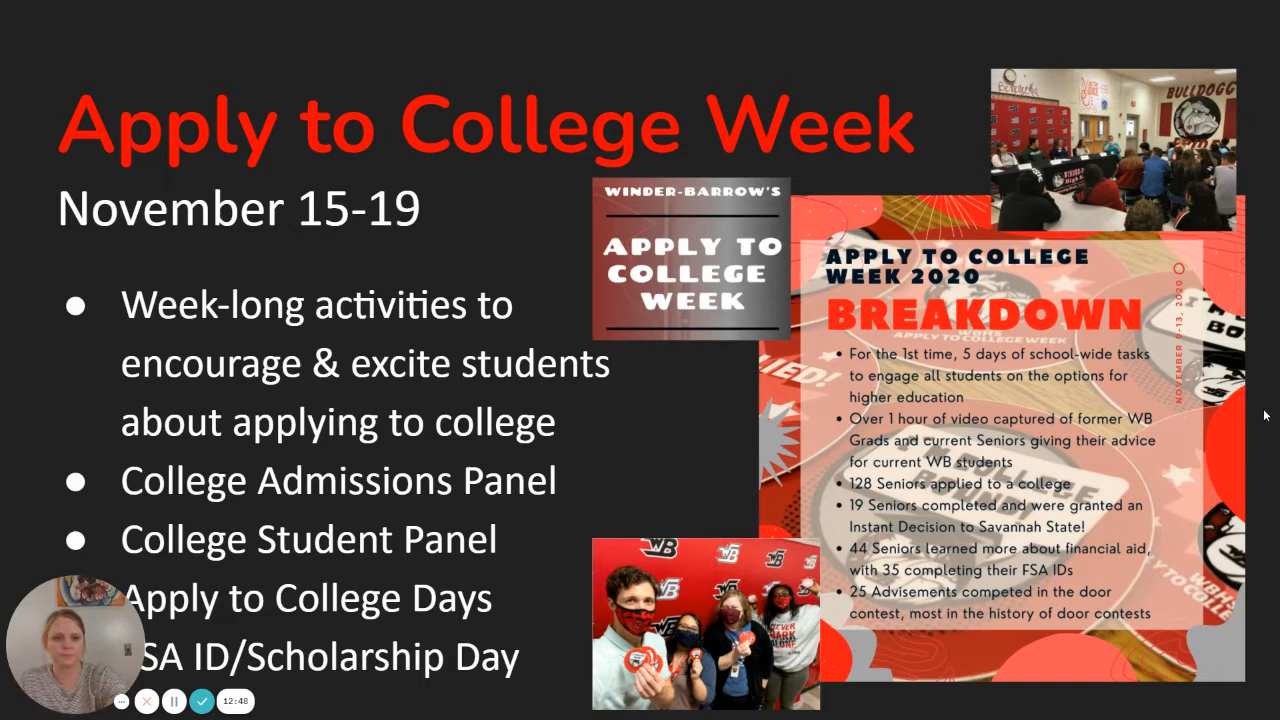 Apply to College Week
November 15-19
Week-long activities to
encourage & excite students
about applying to college
College Admissions Panel
College Student Panel
Apply to College Days
SA ID/Scholarship Day
WINDER-BARROW'S
APPLY TO
COLLEGE
WEEK
BULLDOGG
APPLY TO COLLEGE
WEEK 2020
BREAKDOWN
NOVEMBER 9-13, 2020
For the 1st time, 5 days of school-wide tasks
to engage all students on the options for
higher education
Over 1 hour of video captured of former WB
Grads and current Seniors giving their advice
for current WB students
128 Seniors applied to a college
19 Seniors completed and were granted an
Instant Decision to Savannah State!
44 Seniors learned more about financial aid,
with 35 completing their FSA IDs
25 Advisements competed in the door
contest, most in the history of door contests
WB
12:48